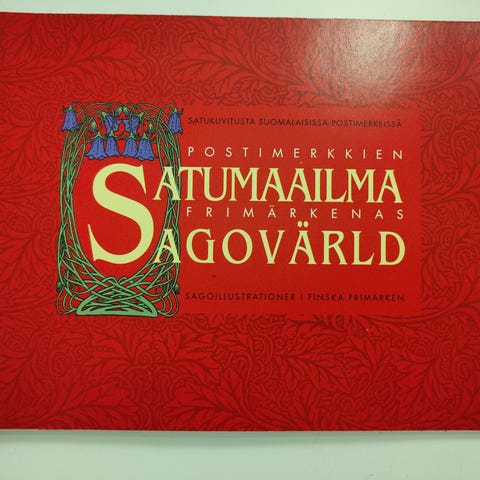 SATUKUVITUSTA SUOMALAISISSA POSTIMERKEISSÄ
POSTIMERKKIEN
SATUMAAILMA
FRIMÄRKENAS
SAGOVÄRLD
SAGOILLUSTRATIONER I FINSKA FRIMÄRKEN